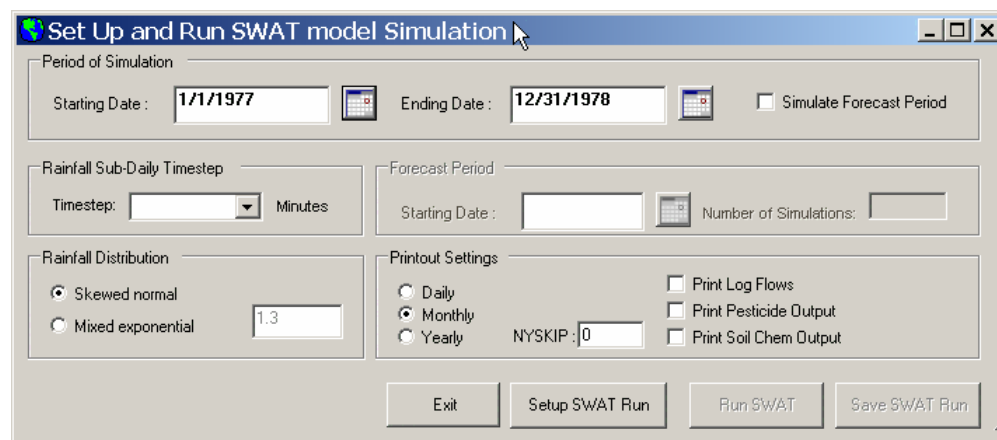 Set Up and Run SWAT model Simulation
Period of Simulation
Starting Date : 1/1/1977 Ending Date : 12/31/1978 Simulate Forecast Period
Rainfall Sub-Daily Timestep
Timestep: Minutes
Forecast Period
Starting Date : Number of Simulations:
Rainfall Distribution
Skewed normal
Mixed exponential 1.3
Printout Settings
Daily
Monthly
Yearly NYSKIP : 0
Print Log Flows
Print Pesticide Output
Print Soil Chem Output
Exit Setup SWAT Run Run SWAT Save SWAT Run